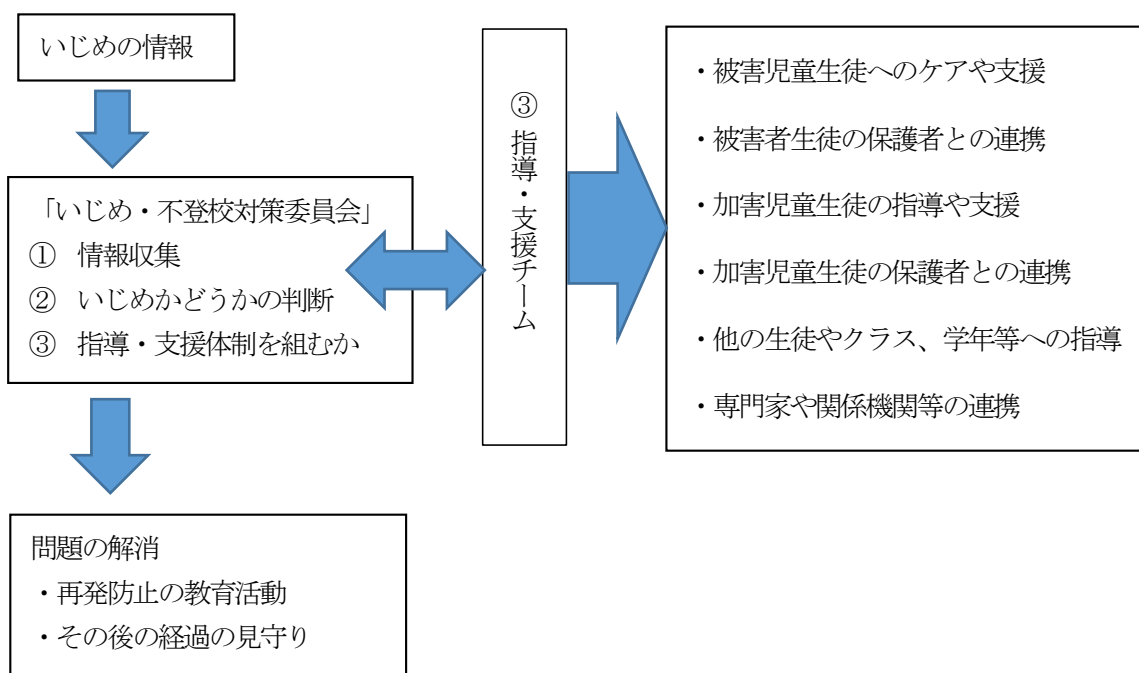 いじめの情報
「いじめ・不登校対策委員会」
① 情報収集
② いじめかどうかの判断
③ 指導・支援体制を組むか
③ 指導・支援チーム
・被害児童生徒へのケアや支援
・被害者生徒の保護者との連携
・加害児童生徒の指導や支援
・加害児童生徒の保護者との連携
・他の生徒やクラス、学年等への指導
・専門家や関係機関等の連携
問題の解消
・再発防止の教育活動
・その後の経過の見守り